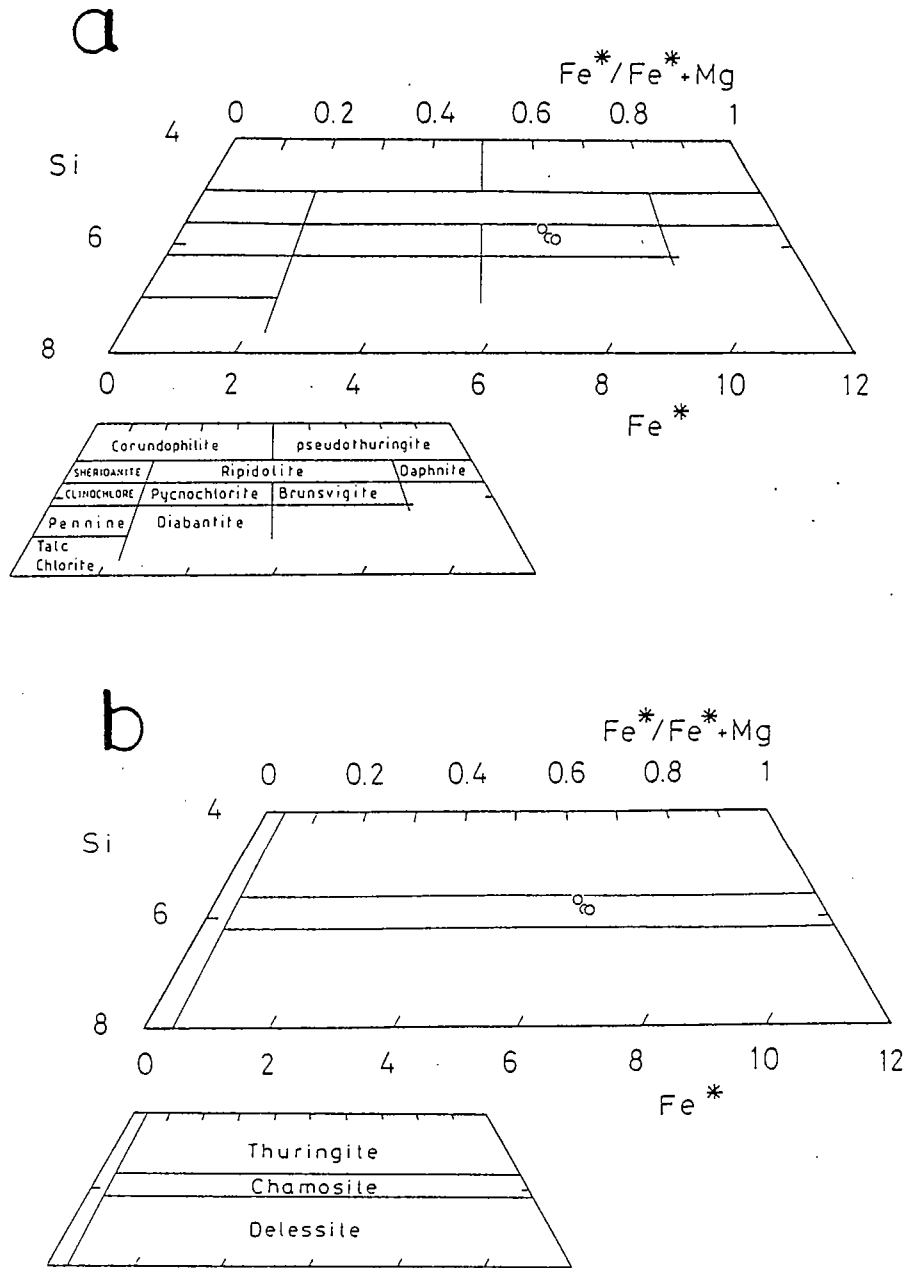 a
Fe*/Fe*+Mg
0 0.2 0.4 0.6 0.8 1
4
Si
6
8
0 2 4 6 8 10 12
Fe*
Corundophilite pseudothuringite
SHERIDANITE Ripidolite Daphnite
CLINOCHLORE Pycnochlorite Brunsvigite
Pennine Diabantite
Talc
Chlorite
b
Fe*/Fe*+Mg
0 0.2 0.4 0.6 0.8 1
4
Si
6
8
0 2 4 6 8 10 12
Fe*
Thuringite
Chamosite
Delessite